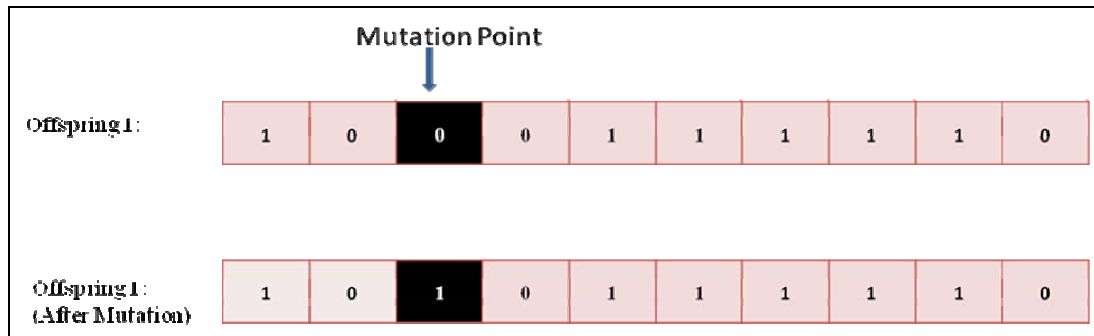 Mutation Point
Offspring 1:
1 0 0 0 1 1 1 1 1 0
Offspring 1:
(After Mutation)
1 0 1 0 1 1 1 1 1 0